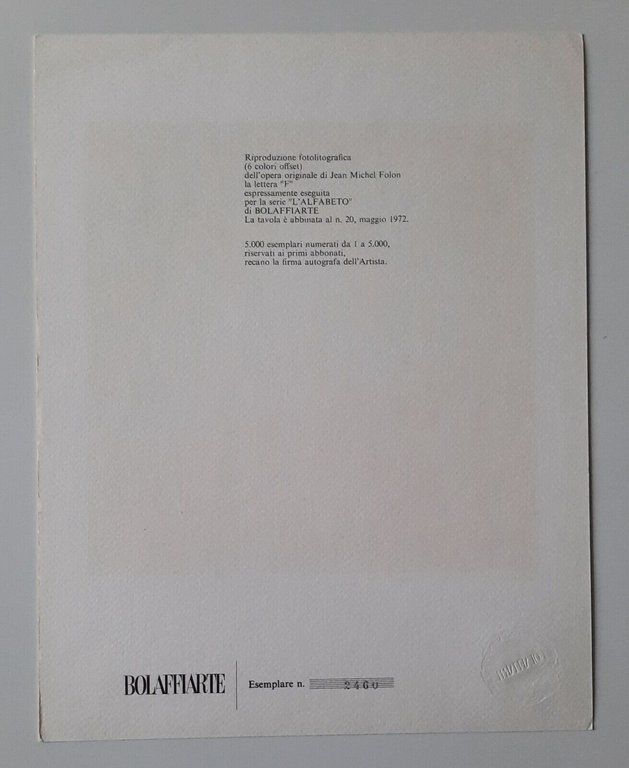 Riproduzione fotolitografica
(6 colori offset)
dell'opera originale di Jean Michel Folon
la lettera "F"
espressamente eseguita
per la serie "L'ALFABETO"
di BOLAFFIARTE
La tavola è abbinata al n. 20, maggio 1972.
5.000 esemplari numerati da 1 a 5.000,
riservati ai primi abbonati,
recano la firma autografa dell'Artista.
BOLAFFIARTE
Esemplare n. 2460